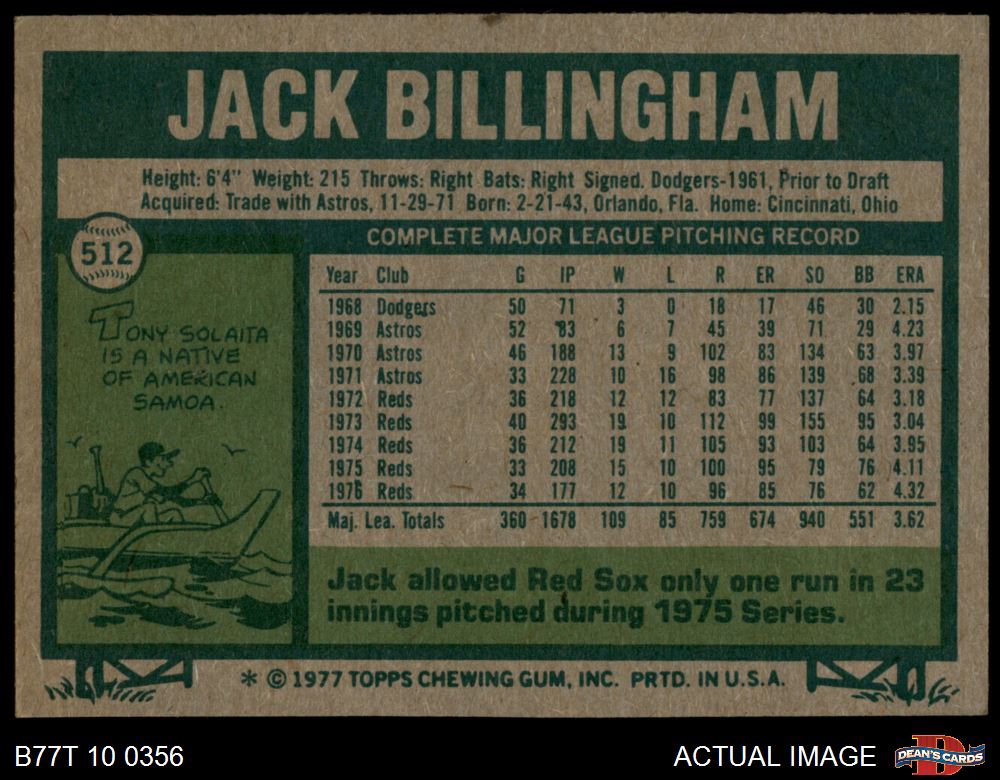 JACK BILLINGHAM
Height: 6'4" Weight: 215 Throws: Right Bats: Right Signed. Dodgers-1961, Prior to Draft
Acquired: Trade with Astros, 11-29-71 Born: 2-21-43, Orlando, Fla. Home: Cincinnati, Ohio
512
TONY SOLAITA
IS A NATIVE
OF AMERICAN
SAMOA.
COMPLETE MAJOR LEAGUE PITCHING RECORD
Year Club G IP W L R ER SO BB ERA
1968 Dodgers 50 71 3 0 18 17 46 30 2.15
1969 Astros 52 83 6 7 45 39 71 29 4.23
1970 Astros 46 188 13 9 102 83 134 63 3.97
1971 Astros 33 228 10 16 98 86 139 68 3.39
1972 Reds 36 218 12 12 83 77 137 64 3.18
1973 Reds 40 293 19 10 112 99 155 95 3.04
1974 Reds 36 212 19 11 105 93 103 64 3.95
1975 Reds 33 208 15 10 100 95 79 76 4.11
1976 Reds 34 177 12 10 96 85 76 62 4.32
Maj. Lea. Totals 360 1678 109 85 759 674 940 551 3.62
Jack allowed Red Sox only one run in 23
innings pitched during 1975 Series.
* © 1977 TOPPS CHEWING GUM, INC. PRTD. IN U.S.A.
B77T 10 0356
ACTUAL IMAGE
DEAN'S CARDS